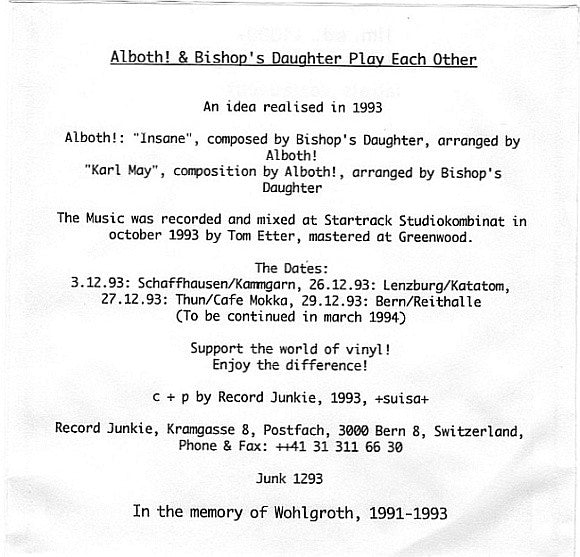 Alboth! & Bishop's Daughter Play Each Other
An idea realised in 1993
Alboth!: "Insane", composed by Bishop's Daughter, arranged by
Alboth!
"Karl May", composition by Alboth!, arranged by Bishop's
Daughter
The Music was recorded and mixed at Startrack Studiokombinat in
october 1993 by Tom Etter, mastered at Greenwood.
The Dates:
3.12.93: Schaffhausen/Kammgarn, 26.12.93: Lenzburg/Katatom,
27.12.93: Thun/Cafe Mokka, 29.12.93: Bern/Reithalle
(To be continued in march 1994)
Support the world of vinyl!
Enjoy the difference!
c + p by Record Junkie, 1993, +suisa+
Record Junkie, Kramgasse 8, Postfach, 3000 Bern 8, Switzerland,
Phone & Fax: ++41 31 311 66 30
Junk 1293
In the memory of Wohlgroth, 1991-1993